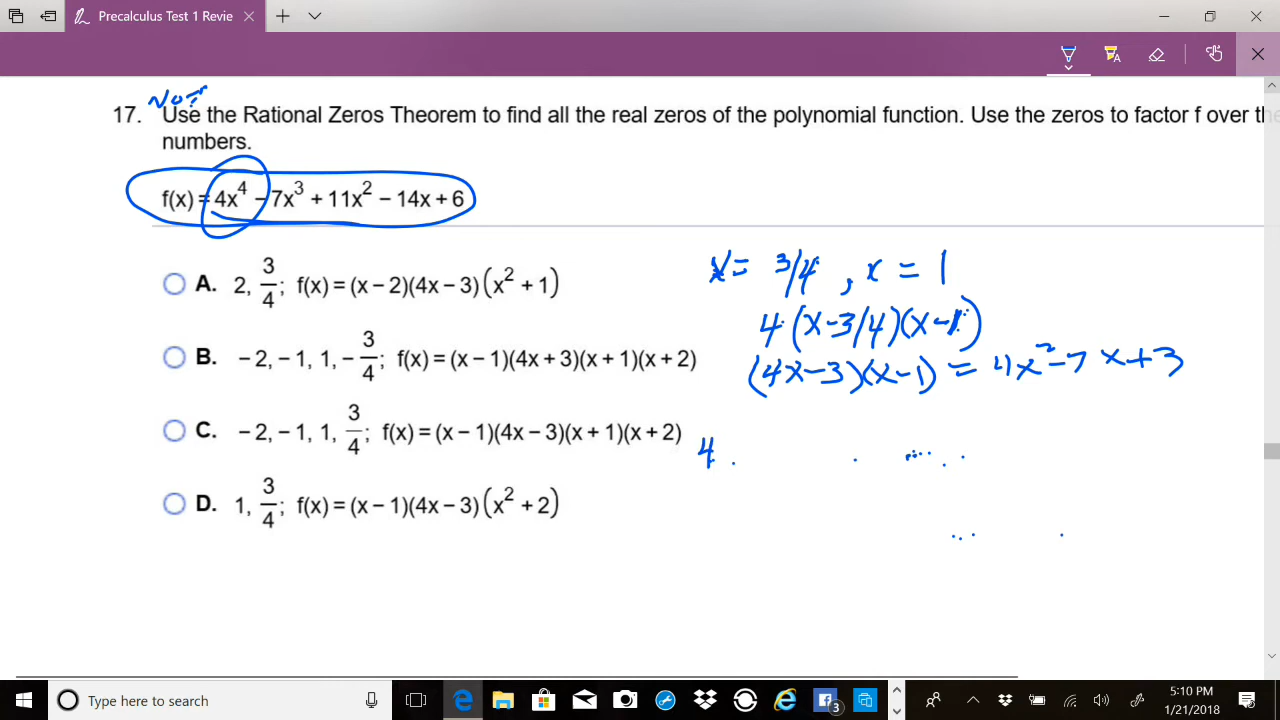 Precalculus Test 1 Revie
Not
17. Use the Rational Zeros Theorem to find all the real zeros of the polynomial function. Use the zeros to factor f over th
numbers.
f(x) = 4x⁴ − 7x³ + 11x² − 14x + 6
A. 2, 3/4; f(x) = (x − 2)(4x − 3)(x² + 1)
B. − 2, − 1, 1, − 3/4; f(x) = (x − 1)(4x + 3)(x + 1)(x + 2)
C. − 2, − 1, 1, 3/4; f(x) = (x − 1)(4x − 3)(x + 1)(x + 2)
D. 1, 3/4; f(x) = (x − 1)(4x − 3)(x² + 2)
x = 3/4, x = 1
4(x − 3/4)(x − 1)
(4x − 3)(x − 1) = 4x² − 7x + 3
4
Type here to search
3
5:10 PM
1/21/2018